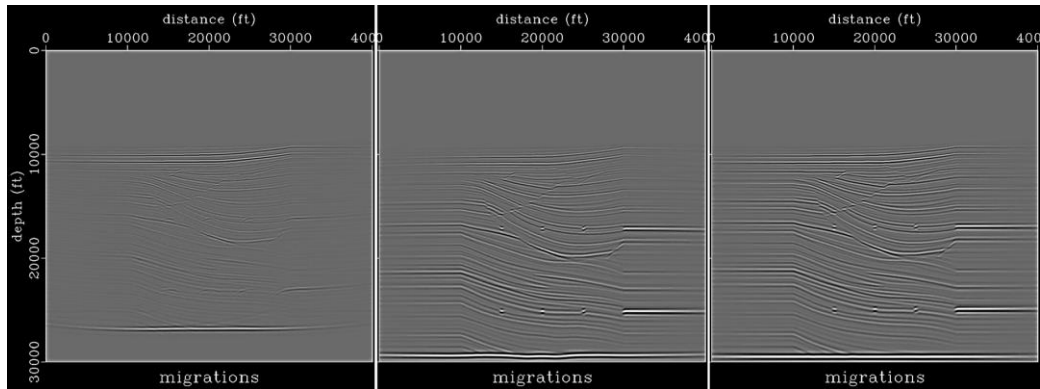 distance (ft)
0 10000 20000 30000 400
depth (ft)
0
10000
20000
30000
migrations
distance (ft)
10000 20000 30000 400
migrations
distance (ft)
10000 20000 30000 400
migrations